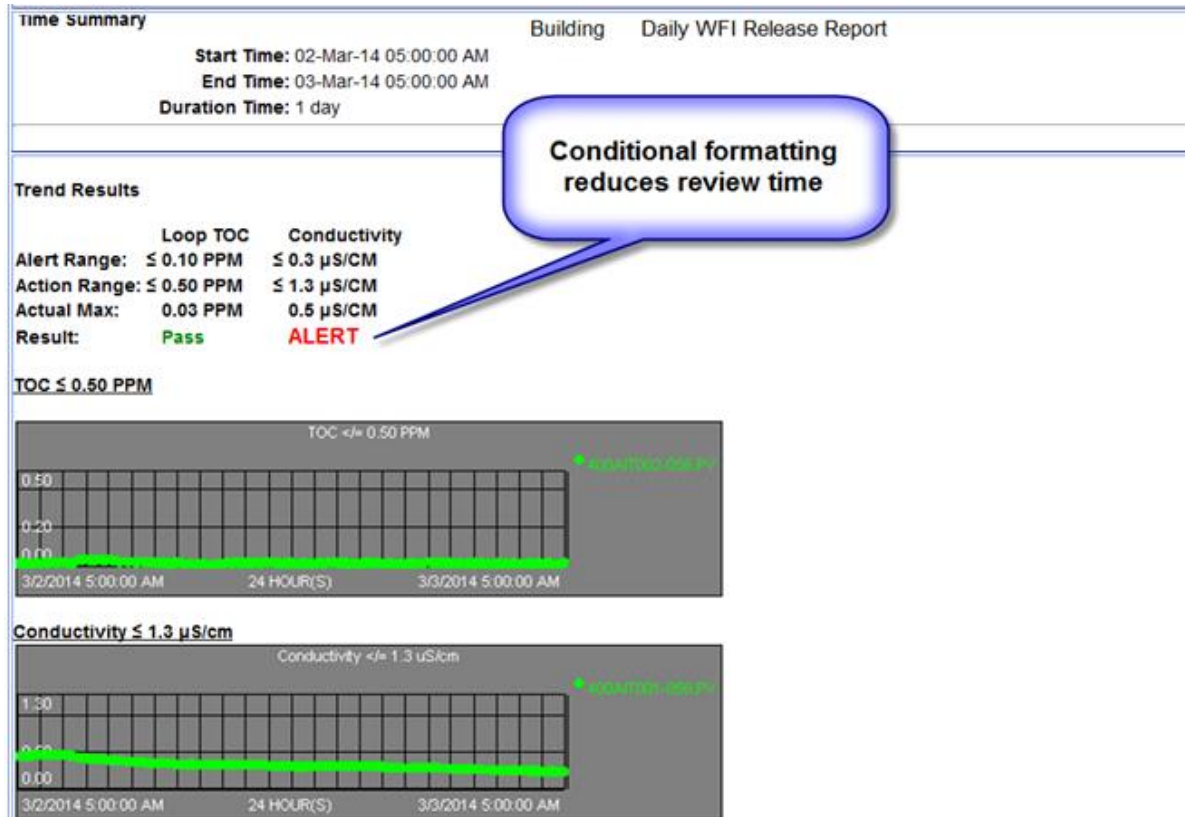 Time Summary
Building Daily WFI Release Report
Start Time: 02-Mar-14 05:00:00 AM
End Time: 03-Mar-14 05:00:00 AM
Duration Time: 1 day
Conditional formatting
reduces review time
Trend Results
Loop TOC Conductivity
Alert Range: ≤ 0.10 PPM ≤ 0.3 µS/CM
Action Range: ≤ 0.50 PPM ≤ 1.3 µS/CM
Actual Max: 0.03 PPM 0.5 µS/CM
Result: Pass ALERT
TOC ≤ 0.50 PPM
TOC </= 0.50 PPM
0.50
0.20
0.00
3/2/2014 5:00:00 AM 24 HOUR(S) 3/3/2014 5:00:00 AM
Conductivity ≤ 1.3 µS/cm
Conductivity </= 1.3 uS/cm
1.30
0.00
3/2/2014 5:00:00 AM 24 HOUR(S) 3/3/2014 5:00:00 AM